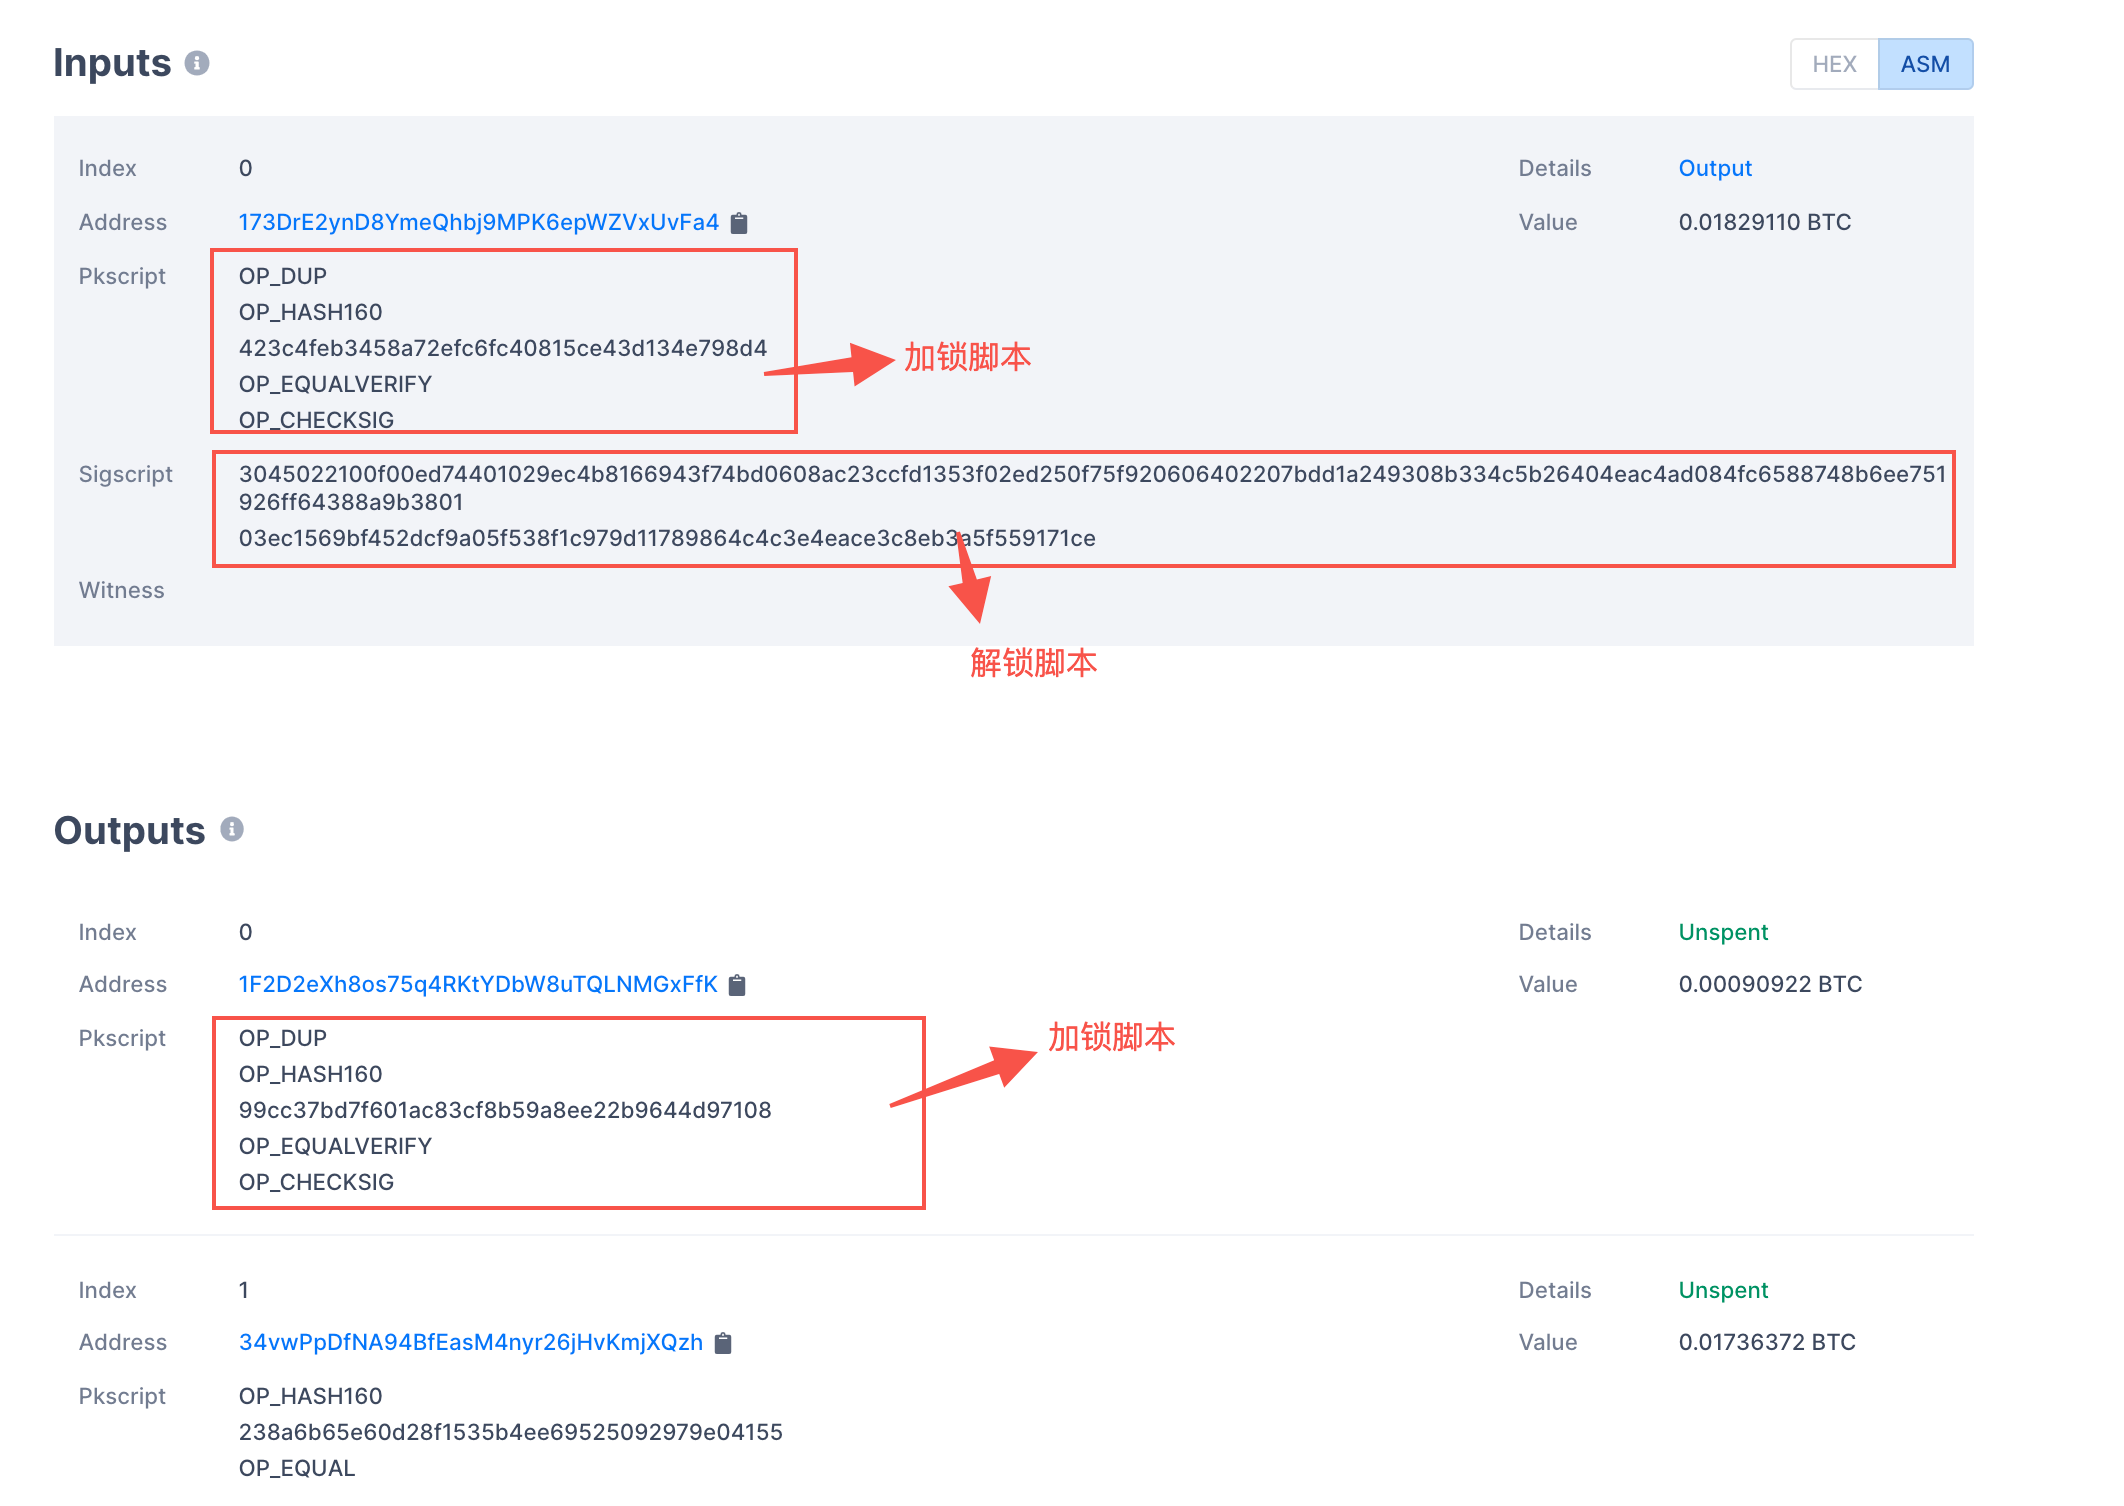 Inputs
HEX ASM
Index 0 Details Output
Address 173DrE2ynD8YmeQhbj9MPK6epWZVxUvFa4 Value 0.01829110 BTC
Pkscript OP_DUP
OP_HASH160
423c4feb3458a72efc6fc40815ce43d134e798d4
加锁脚本
OP_EQUALVERIFY
OP_CHECKSIG
Sigscript 3045022100f00ed74401029ec4b8166943f74bd0608ac23ccfd1353f02ed250f75f920606402207bdd1a249308b334c5b26404eac4ad084fc6588748b6ee751
926ff64388a9b3801
03ec1569bf452dcf9a05f538f1c979d11789864c4c3e4eace3c8eb3a5f559171ce
Witness
解锁脚本
Outputs
Index 0 Details Unspent
Address 1F2D2eXh8os75q4RKtYDbW8uTQLNMGxFfK Value 0.00090922 BTC
Pkscript OP_DUP
加锁脚本
OP_HASH160
99cc37bd7f601ac83cf8b59a8ee22b9644d97108
OP_EQUALVERIFY
OP_CHECKSIG
Index 1 Details Unspent
Address 34vwPpDfNA94BfEasM4nyr26jHvKmjXQzh Value 0.01736372 BTC
Pkscript OP_HASH160
238a6b65e60d28f1535b4ee69525092979e04155
OP_EQUAL